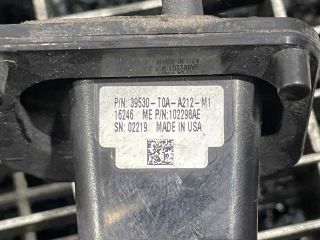 P/N: 39530-T0A-A212-M1
16246 ME P/N:102298AE
SN: 02219 MADE IN USA